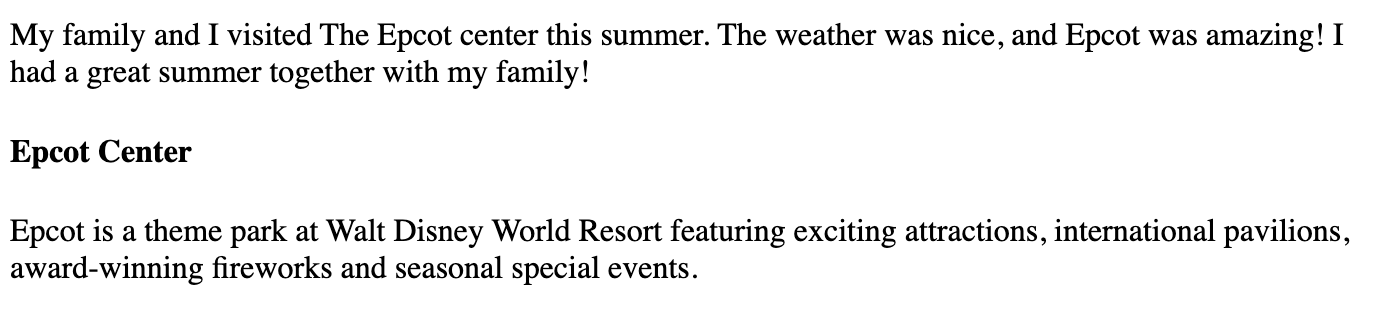 My family and I visited The Epcot center this summer. The weather was nice, and Epcot was amazing! I
had a great summer together with my family!
Epcot Center
Epcot is a theme park at Walt Disney World Resort featuring exciting attractions, international pavilions,
award-winning fireworks and seasonal special events.